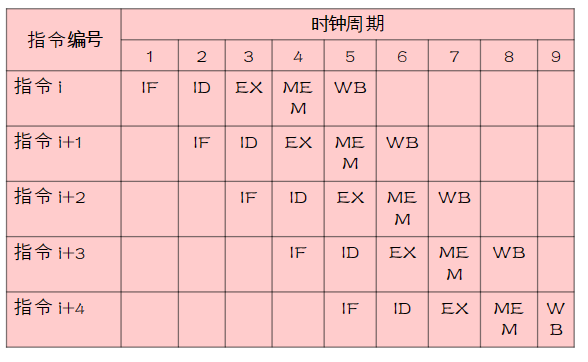 指令编号 时钟周期
1 2 3 4 5 6 7 8 9
指令 i IF ID EX MEM WB
指令 i+1 IF ID EX MEM WB
指令 i+2 IF ID EX MEM WB
指令 i+3 IF ID EX MEM WB
指令 i+4 IF ID EX MEM WB